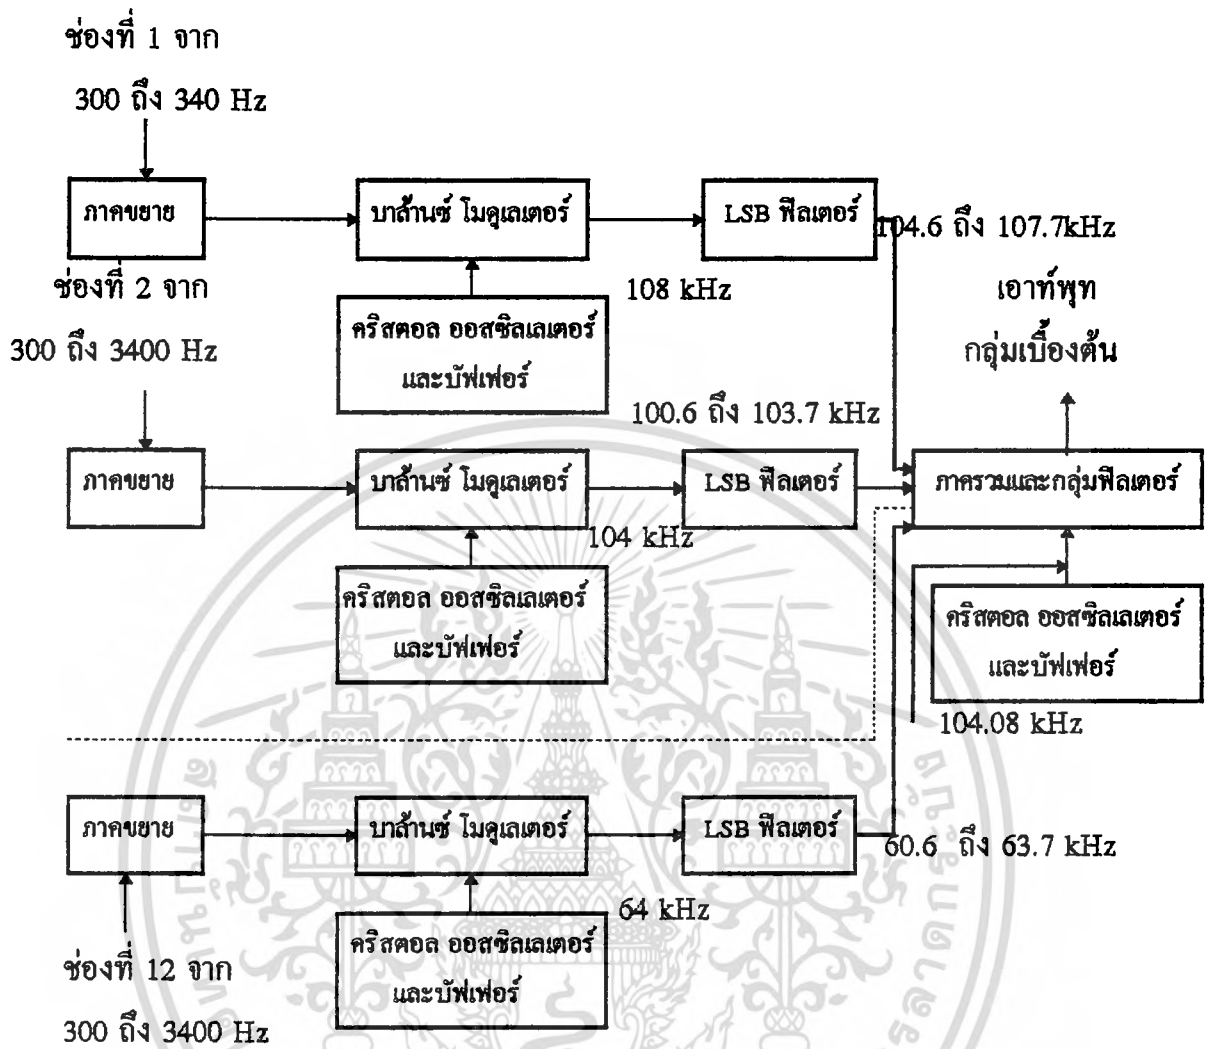 ช่องที่ 1 จาก
300 ถึง 340 Hz
ภาคขยาย
บาล้านซ์ โมดูเลเตอร์
LSB ฟิลเตอร์
104.6 ถึง 107.7kHz
ช่องที่ 2 จาก
300 ถึง 3400 Hz
108 kHz
คริสตอล ออสซิลเลเตอร์
และบัฟเฟอร์
เอาท์พุท
กลุ่มเบื้องต้น
100.6 ถึง 103.7 kHz
ภาคขยาย
บาล้านซ์ โมดูเลเตอร์
LSB ฟิลเตอร์
ภาครวมและกลุ่มฟิลเตอร์
104 kHz
คริสตอล ออสซิลเลเตอร์
และบัฟเฟอร์
คริสตอล ออสซิลเลเตอร์
และบัฟเฟอร์
104.08 kHz
ภาคขยาย
บาล้านซ์ โมดูเลเตอร์
LSB ฟิลเตอร์
60.6 ถึง 63.7 kHz
64 kHz
คริสตอล ออสซิลเลเตอร์
และบัฟเฟอร์
ช่องที่ 12 จาก
300 ถึง 3400 Hz